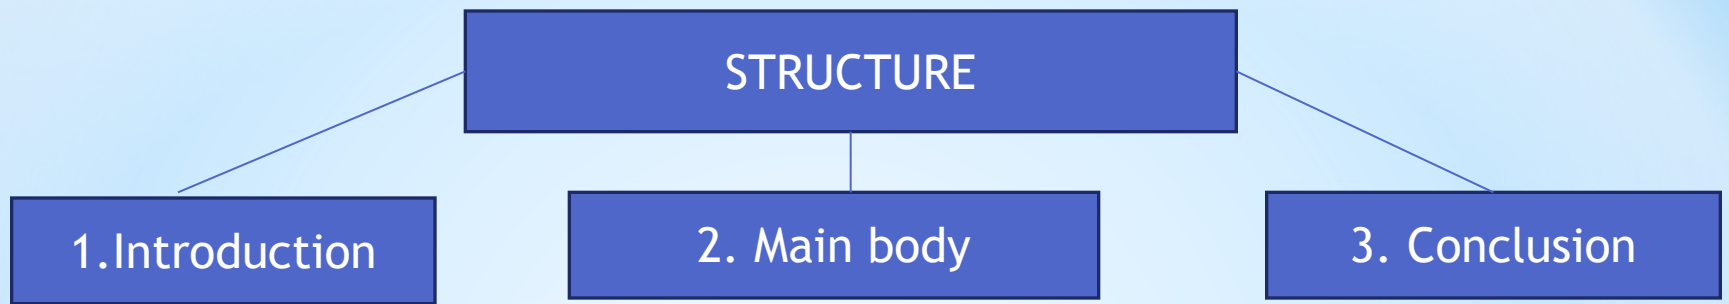 STRUCTURE
1.Introduction
2. Main body
3. Conclusion